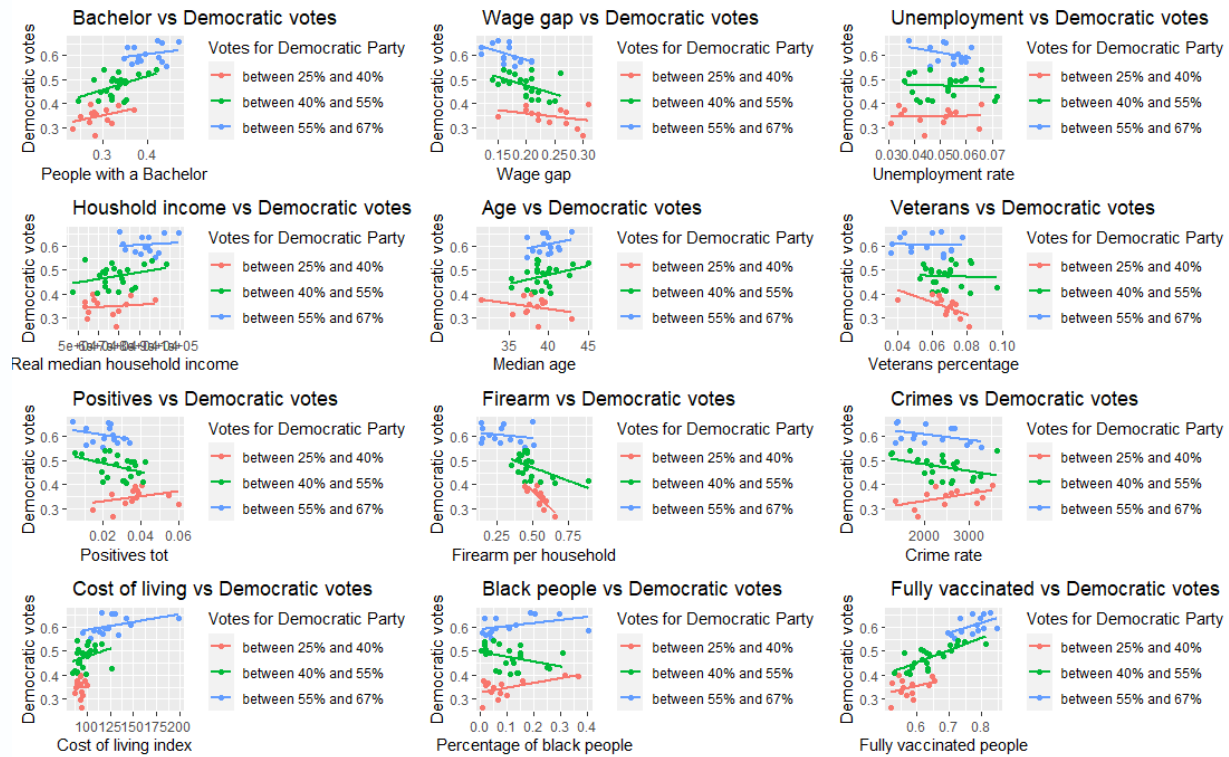 Bachelor vs Democratic votes
Democratic votes
0.6
0.5
0.4
0.3
0.3 0.4
People with a Bachelor
Votes for Democratic Party
between 25% and 40%
between 40% and 55%
between 55% and 67%
Wage gap vs Democratic votes
Democratic votes
0.6
0.5
0.4
0.3
0.15 0.20 0.25 0.30
Wage gap
Votes for Democratic Party
between 25% and 40%
between 40% and 55%
between 55% and 67%
Unemployment vs Democratic votes
Democratic votes
0.6
0.5
0.4
0.3
0.03 0.04 0.05 0.06 0.07
Unemployment rate
Votes for Democratic Party
between 25% and 40%
between 40% and 55%
between 55% and 67%
Houshold income vs Democratic votes
Democratic votes
0.6
0.5
0.4
0.3
Real median household income
Votes for Democratic Party
between 25% and 40%
between 40% and 55%
between 55% and 67%
Age vs Democratic votes
Democratic votes
0.6
0.5
0.4
0.3
35 40 45
Median age
Votes for Democratic Party
between 25% and 40%
between 40% and 55%
between 55% and 67%
Veterans vs Democratic votes
Democratic votes
0.6
0.5
0.4
0.3
0.04 0.06 0.08 0.10
Veterans percentage
Votes for Democratic Party
between 25% and 40%
between 40% and 55%
between 55% and 67%
Positives vs Democratic votes
Democratic votes
0.6
0.5
0.4
0.3
0.02 0.04 0.06
Positives tot
Votes for Democratic Party
between 25% and 40%
between 40% and 55%
between 55% and 67%
Firearm vs Democratic votes
Democratic votes
0.6
0.5
0.4
0.3
0.25 0.50 0.75
Firearm per household
Votes for Democratic Party
between 25% and 40%
between 40% and 55%
between 55% and 67%
Crimes vs Democratic votes
Democratic votes
0.6
0.5
0.4
0.3
2000 3000
Crime rate
Votes for Democratic Party
between 25% and 40%
between 40% and 55%
between 55% and 67%
Cost of living vs Democratic votes
Democratic votes
0.6
0.5
0.4
0.3
100 125 150 175 200
Cost of living index
Votes for Democratic Party
between 25% and 40%
between 40% and 55%
between 55% and 67%
Black people vs Democratic votes
Democratic votes
0.6
0.5
0.4
0.3
0.0 0.1 0.2 0.3 0.4
Percentage of black people
Votes for Democratic Party
between 25% and 40%
between 40% and 55%
between 55% and 67%
Fully vaccinated vs Democratic votes
Democratic votes
0.6
0.5
0.4
0.3
0.6 0.7 0.8
Fully vaccinated people
Votes for Democratic Party
between 25% and 40%
between 40% and 55%
between 55% and 67%